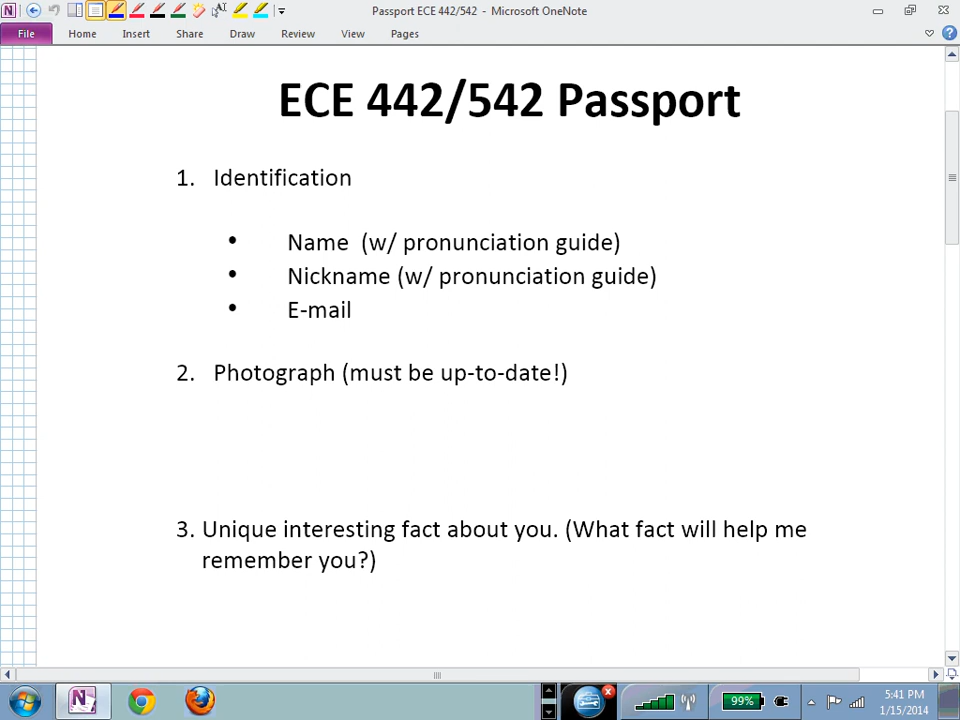 Passport ECE 442/542 - Microsoft OneNote
File Home Insert Share Draw Review View Pages
ECE 442/542 Passport
1. Identification
• Name (w/ pronunciation guide)
• Nickname (w/ pronunciation guide)
• E-mail
2. Photograph (must be up-to-date!)
3. Unique interesting fact about you. (What fact will help me
remember you?)
99%
5:41 PM
1/15/2014